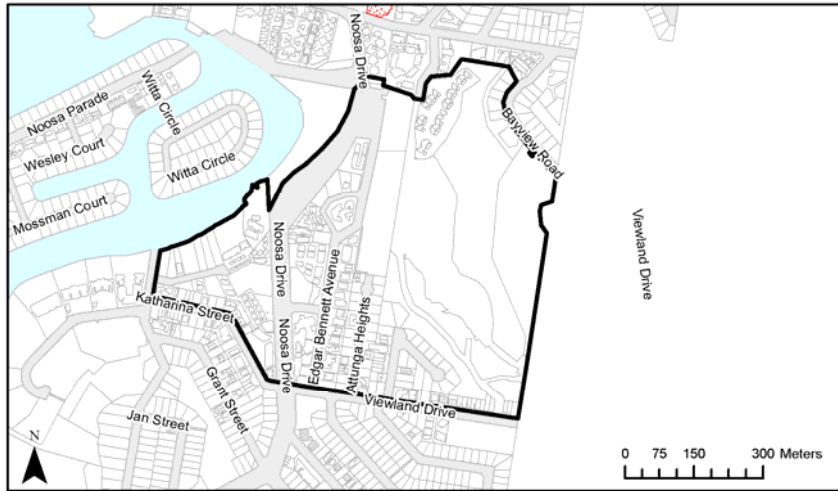 Noosa Drive
Noosa Parade
Witta Circle
Wesley Court
Witta Circle
Mossman Court
Bayview Road
Viewland Drive
Noosa Drive
Edgar Bennett Avenue
Attunga Heights
Katharina Street
Noosa Drive
Grant Street
Viewland Drive
Jan Street
N
0 75 150 300 Meters